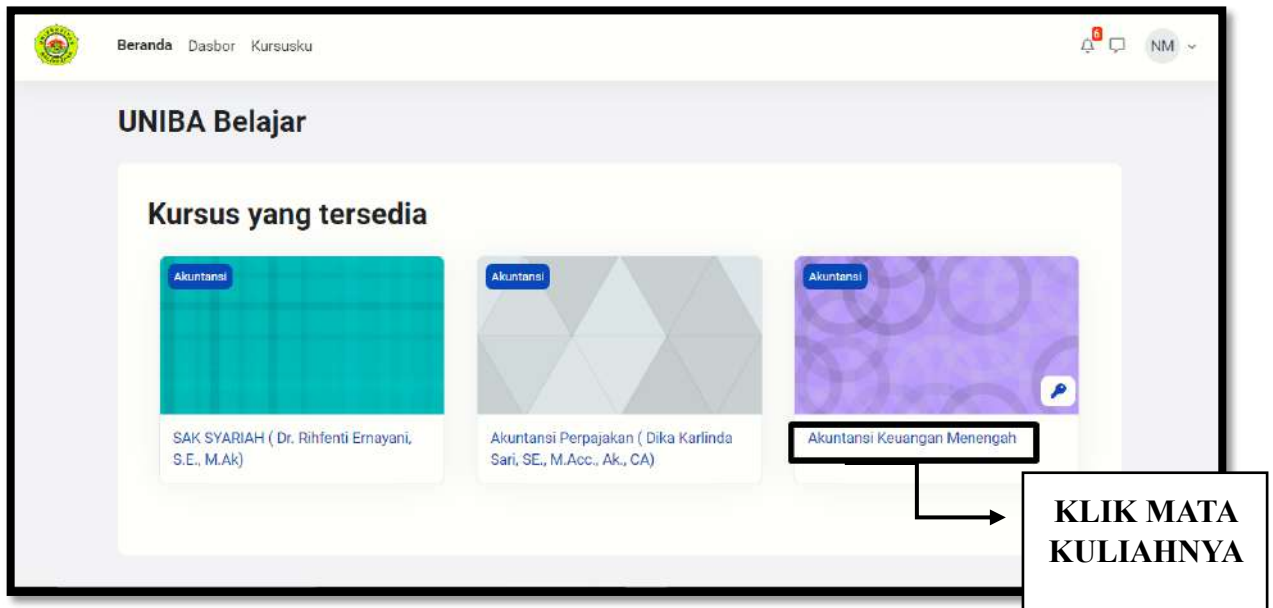 Beranda Dasbor Kursusku
6
NM
UNIBA Belajar
Kursus yang tersedia
Akuntansi
SAK SYARIAH ( Dr. Rihfenti Ernayani,
S.E., M.Ak)
Akuntansi
Akuntansi Perpajakan ( Dika Karlinda
Sari, SE., M.Acc., Ak., CA)
Akuntansi
Akuntansi Keuangan Menengah
KLIK MATA
KULIAHNYA